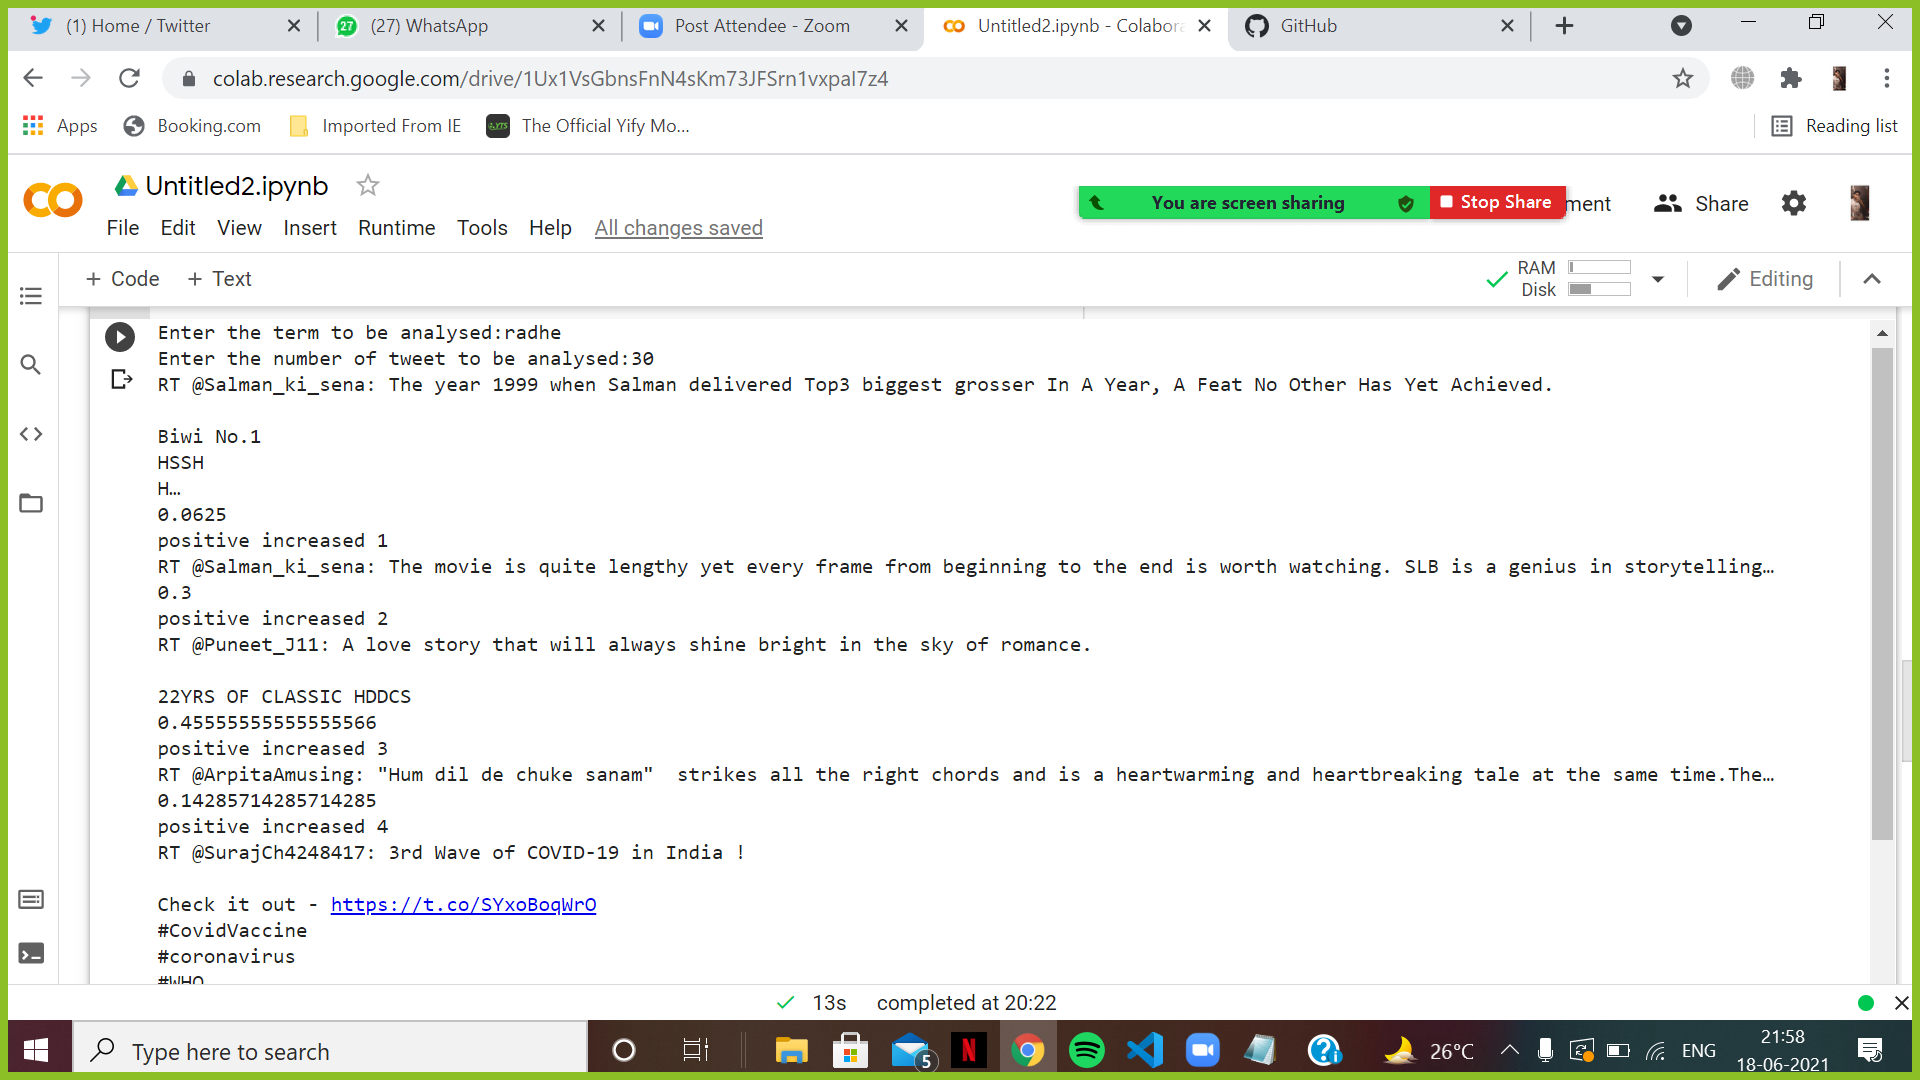 (1) Home / Twitter
(27) WhatsApp
Post Attendee - Zoom
Untitled2.ipynb - Colabora
GitHub
colab.research.google.com/drive/1Ux1VsGbnsFnN4sKm73JFSrn1vxpaI7z4
Apps
Booking.com
Imported From IE
The Official Yify Mo...
Reading list
Untitled2.ipynb
You are screen sharing
Stop Share
ment
Share
File Edit View Insert Runtime Tools Help All changes saved
+ Code + Text
RAM
Disk
Editing
Enter the term to be analysed:radhe
Enter the number of tweet to be analysed:30
RT @Salman_ki_sena: The year 1999 when Salman delivered Top3 biggest grosser In A Year, A Feat No Other Has Yet Achieved.
Biwi No.1
HSSH
H…
0.0625
positive increased 1
RT @Salman_ki_sena: The movie is quite lengthy yet every frame from beginning to the end is worth watching. SLB is a genius in storytelling…
0.3
positive increased 2
RT @Puneet_J11: A love story that will always shine bright in the sky of romance.
22YRS OF CLASSIC HDDCS
0.45555555555555566
positive increased 3
RT @ArpitaAmusing: "Hum dil de chuke sanam"  strikes all the right chords and is a heartwarming and heartbreaking tale at the same time.The…
0.14285714285714285
positive increased 4
RT @SurajCh4248417: 3rd Wave of COVID-19 in India !
Check it out - https://t.co/SYxoBoqWrO
#CovidVaccine
#coronavirus
#WHO
13s completed at 20:22
Type here to search
5
26°C
ENG
21:58
18-06-2021